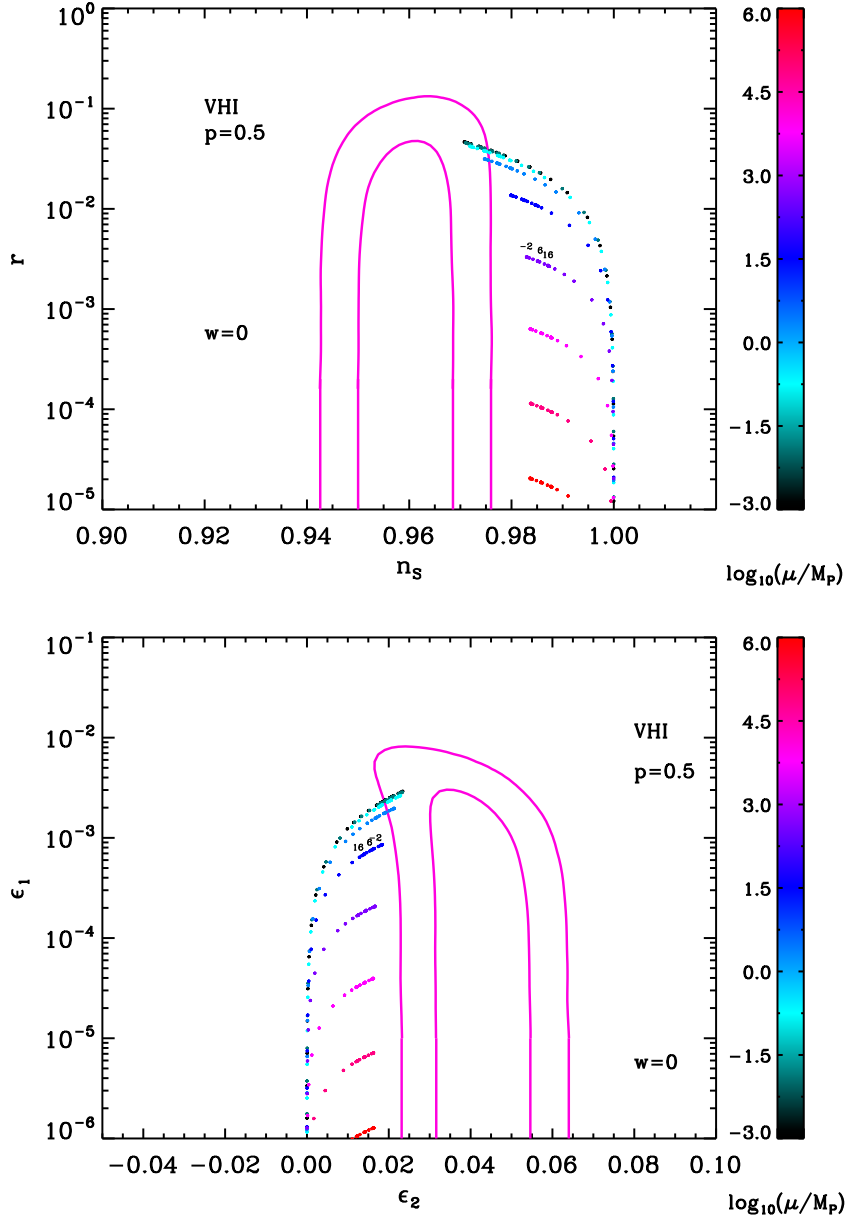 10⁰
10⁻¹
10⁻²
10⁻³
10⁻⁴
10⁻⁵
r
VHI
p=0.5
-2 6 16
w=0
0.90 0.92 0.94 0.96 0.98 1.00
n_S
6.0
4.5
3.0
1.5
0.0
-1.5
-3.0
log₁₀(μ/M_P)
10⁻¹
10⁻²
10⁻³
10⁻⁴
10⁻⁵
10⁻⁶
ϵ₁
VHI
p=0.5
16 6 -2
w=0
-0.04 -0.02 0.00 0.02 0.04 0.06 0.08 0.10
ϵ₂
6.0
4.5
3.0
1.5
0.0
-1.5
-3.0
log₁₀(μ/M_P)